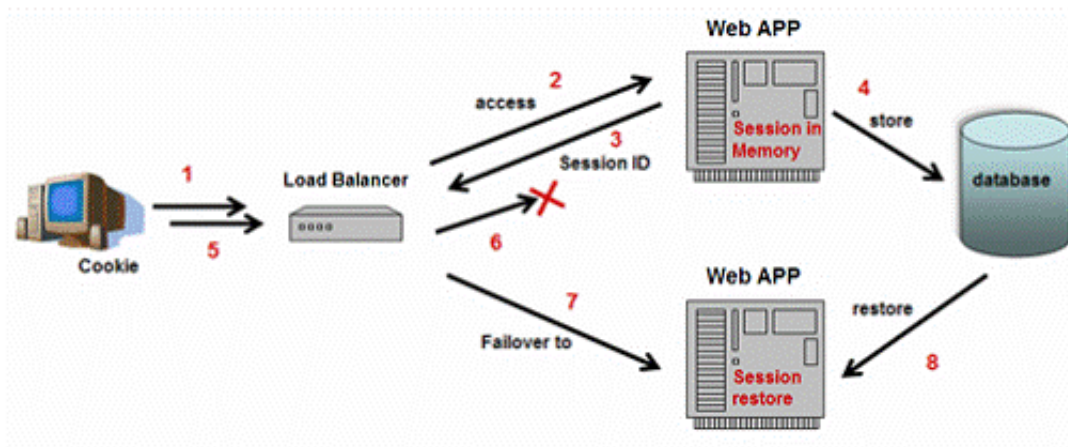 Web APP
2
access
4
store
3
Session ID
Session in
Memory
1
Load Balancer
database
5
6
Cookie
Web APP
7
restore
Failover to
8
Session
restore